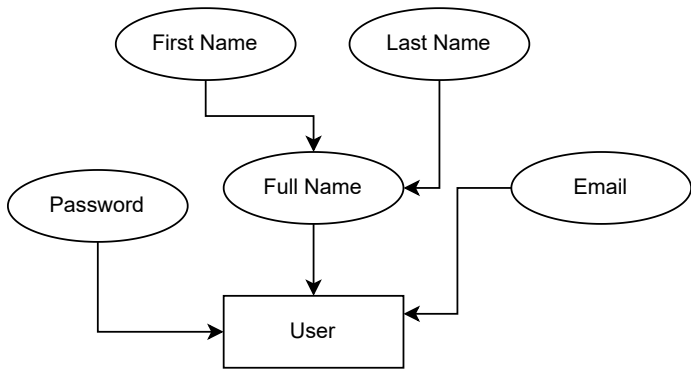 First Name
Last Name
Full Name
Password
Email
User